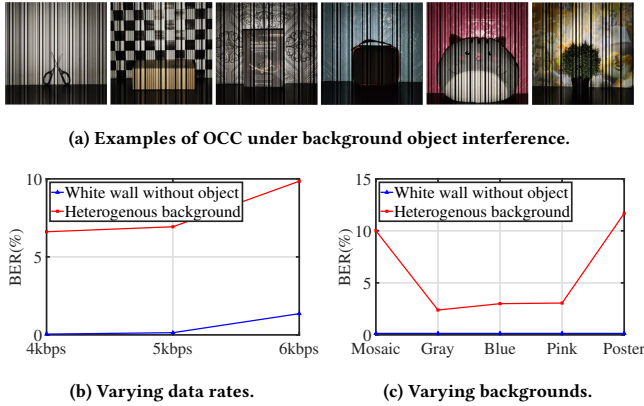 (a) Examples of OCC under background object interference.
10
5
0
BER(%)
White wall without object
Heterogenous background
4kbps 5kbps 6kbps
(b) Varying data rates.
15
10
5
0
BER(%)
White wall without object
Heterogenous background
Mosaic Gray Blue Pink Poster
(c) Varying backgrounds.